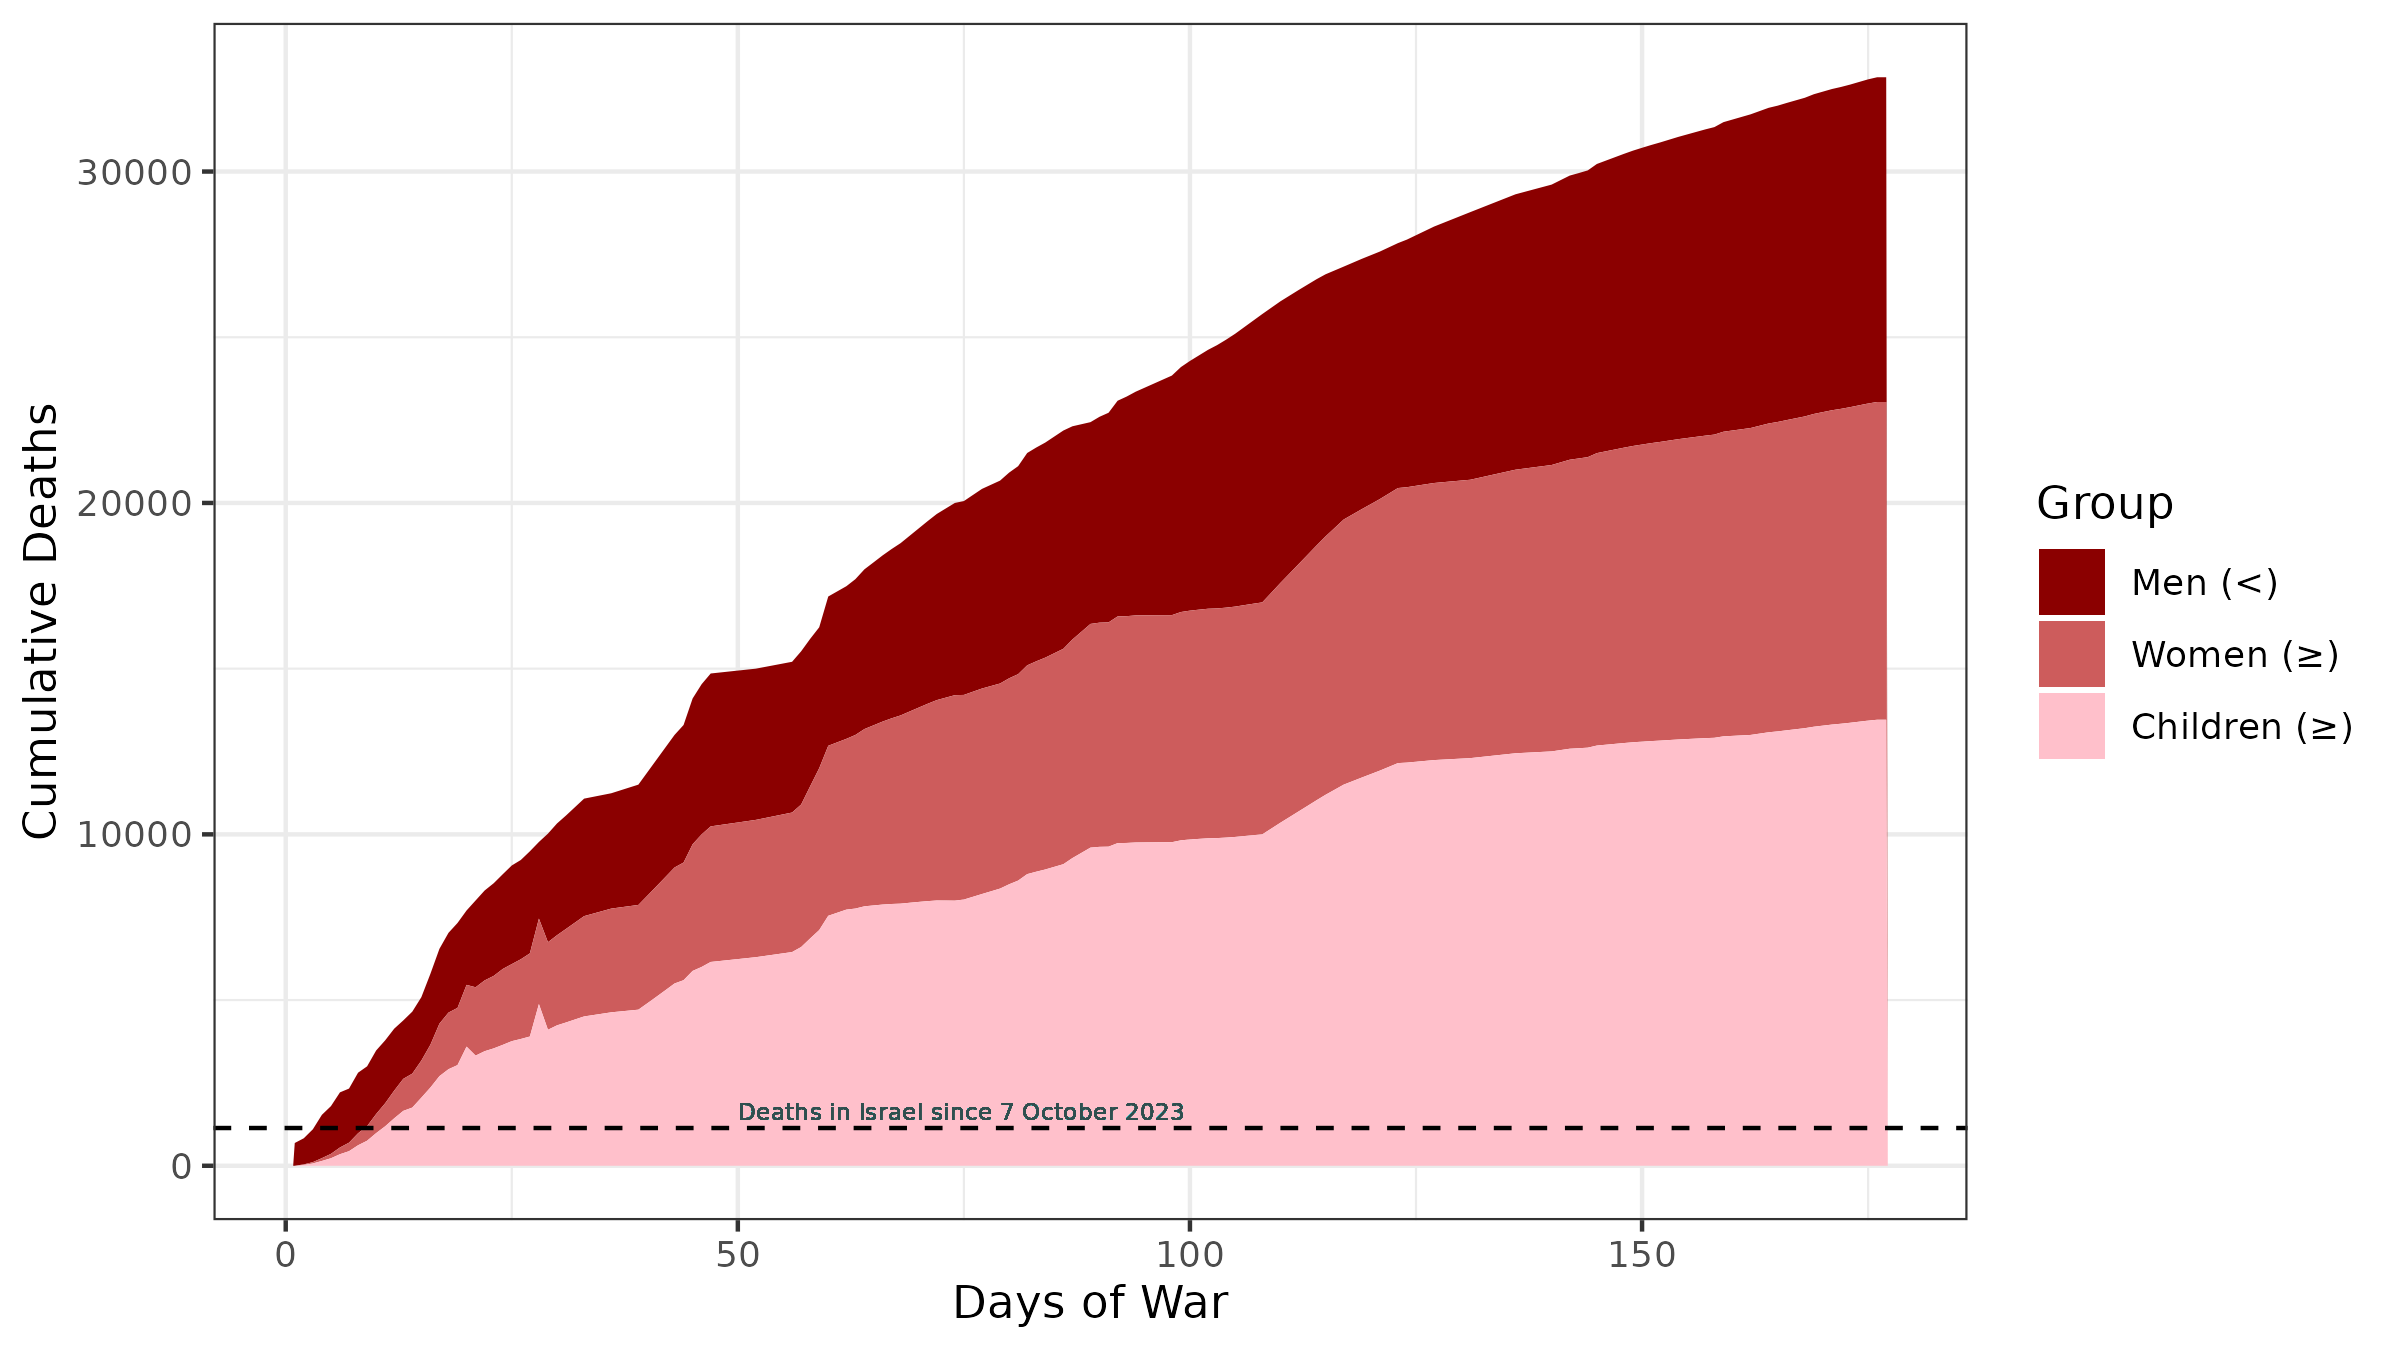 30000
20000
10000
0
Cumulative Deaths
Deaths in Israel since 7 October 2023
0 50 100 150
Days of War
Group
Men (<)
Women (≥)
Children (≥)